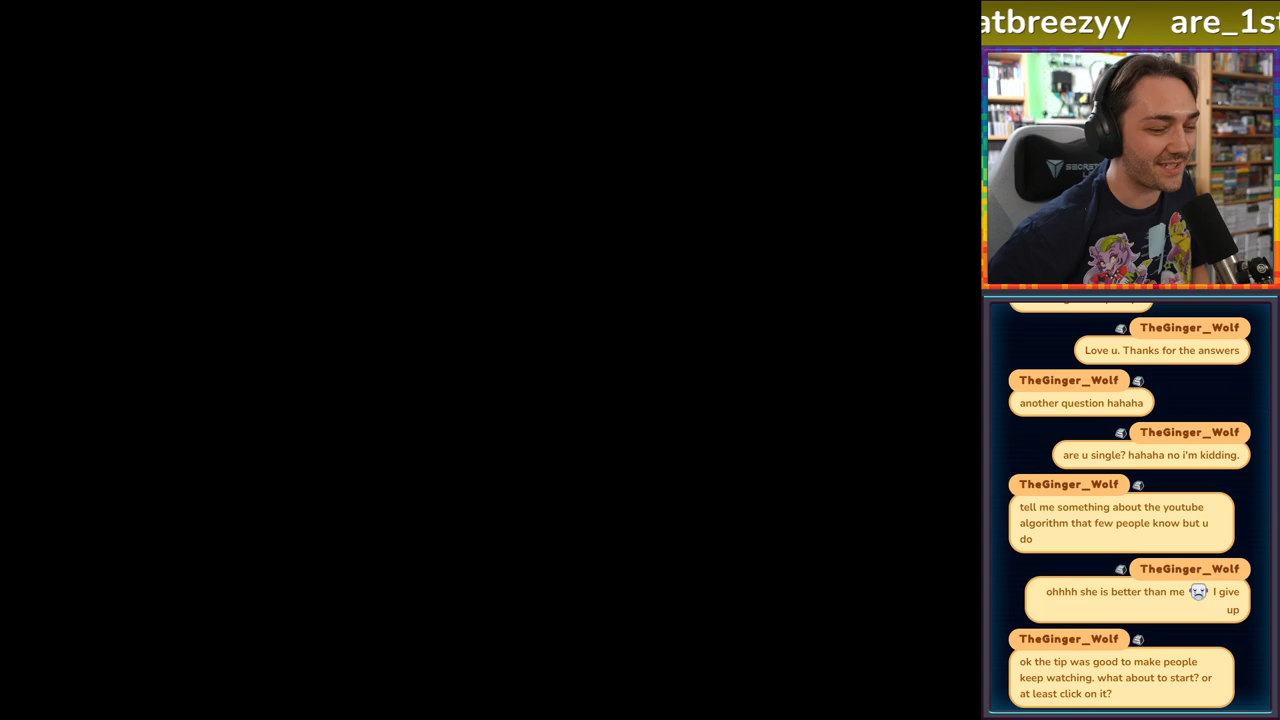 atbreezyy are_1st
SECRET
TheGinger_Wolf
Love u. Thanks for the answers
TheGinger_Wolf
another question hahaha
TheGinger_Wolf
are u single? hahaha no i'm kidding.
TheGinger_Wolf
tell me something about the youtube
algorithm that few people know but u
do
TheGinger_Wolf
ohhhh she is better than me I give
up
TheGinger_Wolf
ok the tip was good to make people
keep watching. what about to start? or
at least click on it?